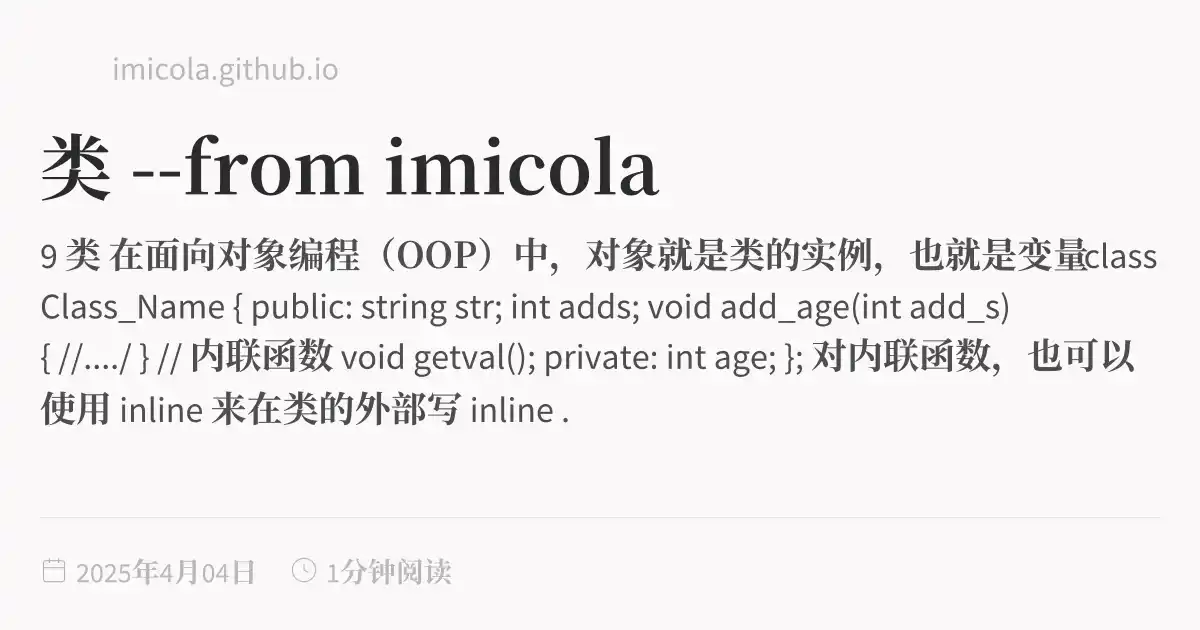 imicola.github.io
类 --from imicola
9 类 在面向对象编程（OOP）中，对象就是类的实例，也就是变量class
Class_Name { public: string str; int adds; void add_age(int add_s)
{ //..../ } // 内联函数 void getval(); private: int age; }; 对内联函数，也可以
使用 inline 来在类的外部写 inline .
2025年4月04日 1分钟阅读